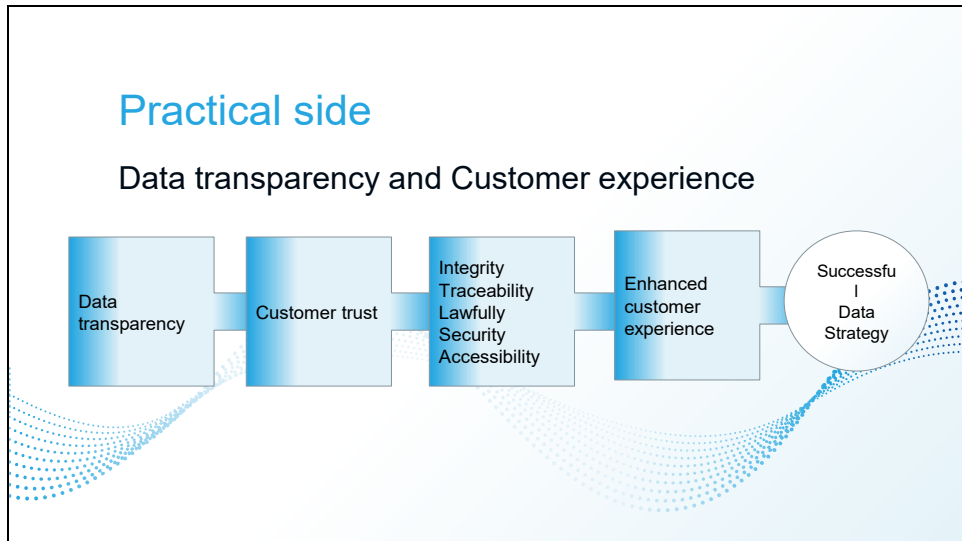 Practical side
Data transparency and Customer experience
Data
transparency
Customer trust
Integrity
Traceability
Lawfully
Security
Accessibility
Enhanced
customer
experience
Successfu
l
Data
Strategy